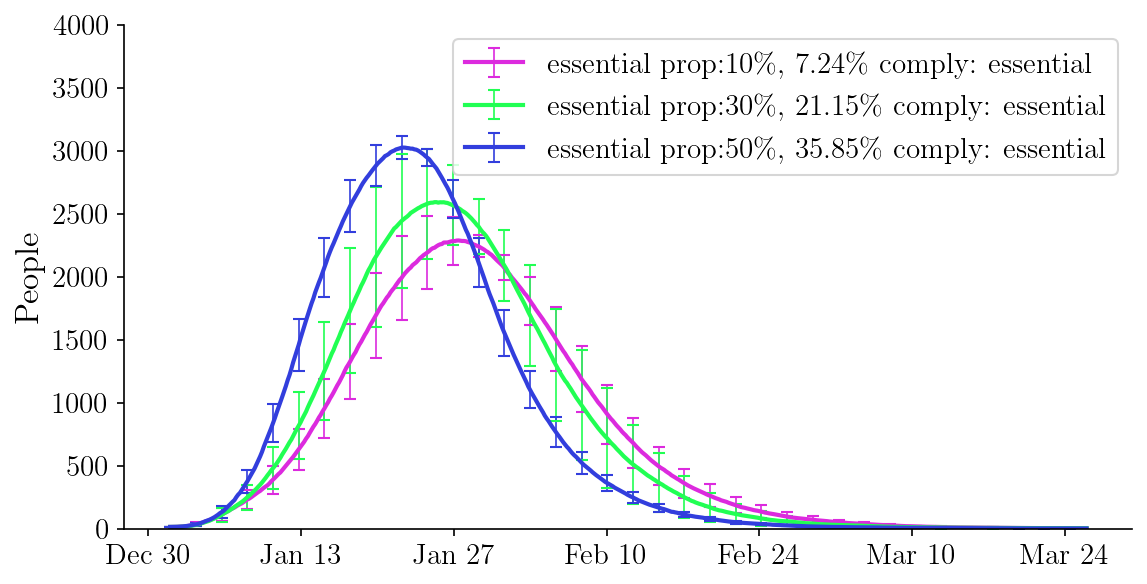 4000
3500
3000
2500
2000
1500
1000
500
0
People
essential prop:10%, 7.24% comply: essential
essential prop:30%, 21.15% comply: essential
essential prop:50%, 35.85% comply: essential
Dec 30 Jan 13 Jan 27 Feb 10 Feb 24 Mar 10 Mar 24